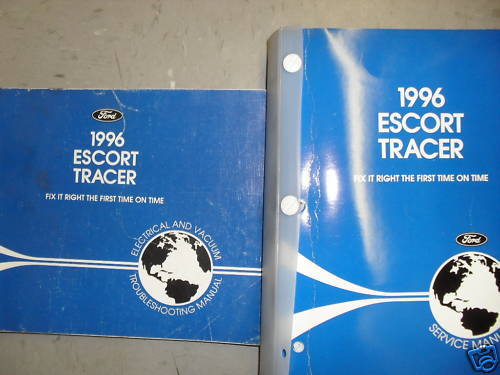 Ford
1996
ESCORT
TRACER
FIX IT RIGHT THE FIRST TIME ON TIME
ELECTRICAL AND VACUUM
TROUBLESHOOTING MANUAL
1996
ESCORT
TRACER
FIX IT RIGHT THE FIRST TIME ON TIME
Ford
SERVICE MANU